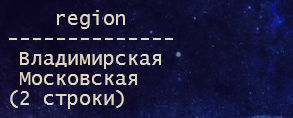 region
--------------
Владимирская
Московская
(2 строки)